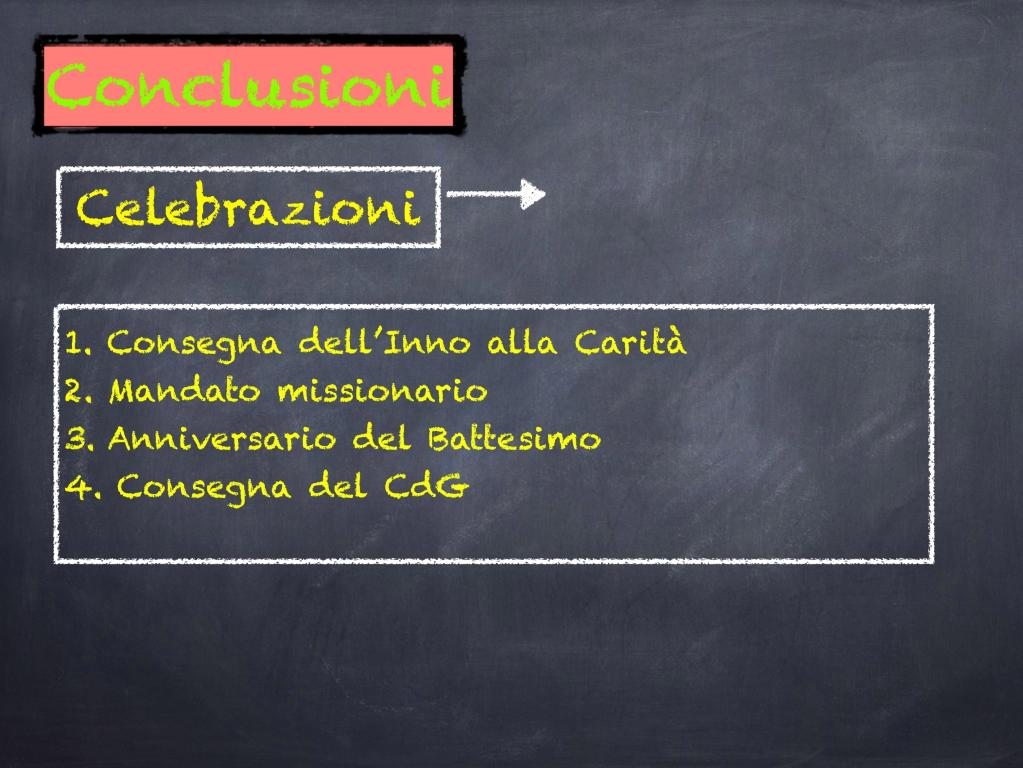 Conclusioni
Celebrazioni
1. Consegna dell’Inno alla Carità
2. Mandato missionario
3. Anniversario del Battesimo
4. Consegna del CdG